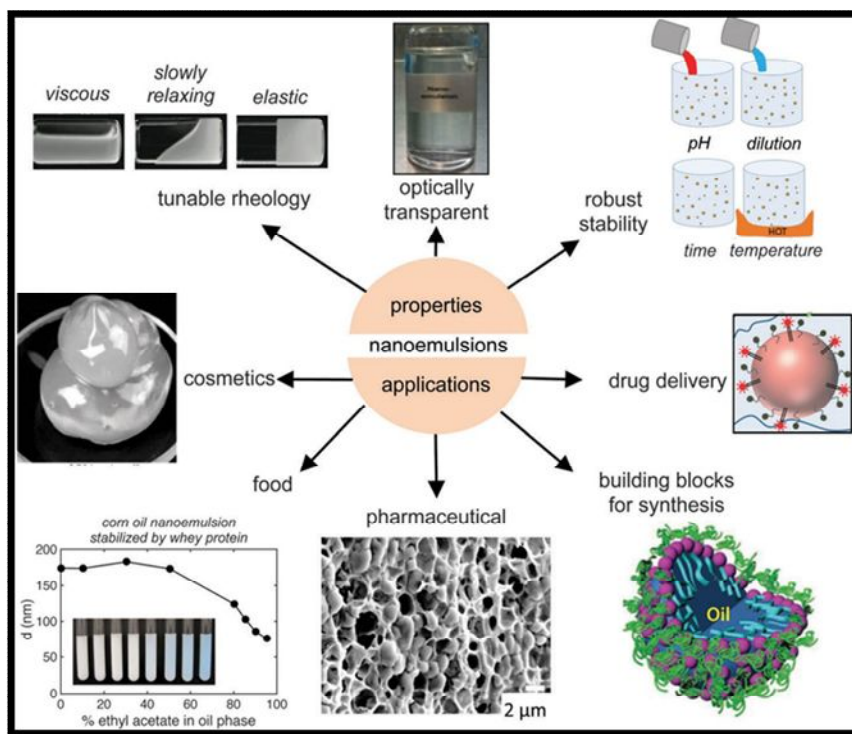 viscous
slowly
relaxing
elastic
tunable rheology
optically
transparent
pH
dilution
time
HOT
temperature
robust
stability
properties
nanoemulsions
applications
cosmetics
drug delivery
food
pharmaceutical
building blocks
for synthesis
corn oil nanoemulsion
stabilized by whey protein
d (nm)
200
150
100
50
0
0
20
40
60
80
100
% ethyl acetate in oil phase
2 µm
Oil